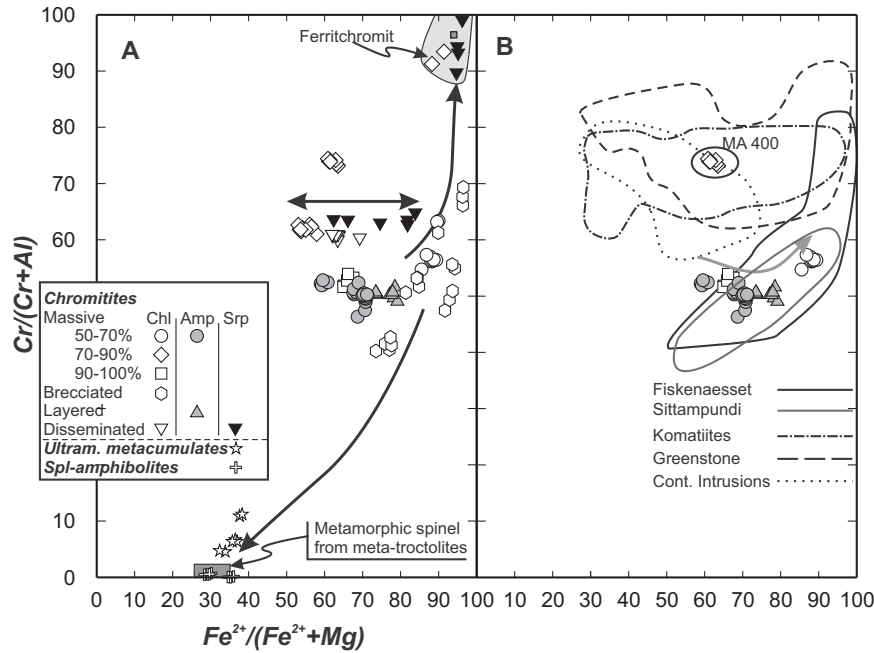 A
B
Ferritchromit
MA 400
100
90
80
70
60
50
40
30
20
10
0
Cr/(Cr+Al)
Chromitites
Massive Chl Amp Srp
50-70%
70-90%
90-100%
Brecciated
Layered
Disseminated
Ultram. metacumulates
Spl-amphibolites
Metamorphic spinel
from meta-troctolites
Fiskenaesset
Sittampundi
Komatiites
Greenstone
Cont. Intrusions
0 10 20 30 40 50 60 70 80 90 100
10 20 30 40 50 60 70 80 90 100
Fe2+/(Fe2++Mg)